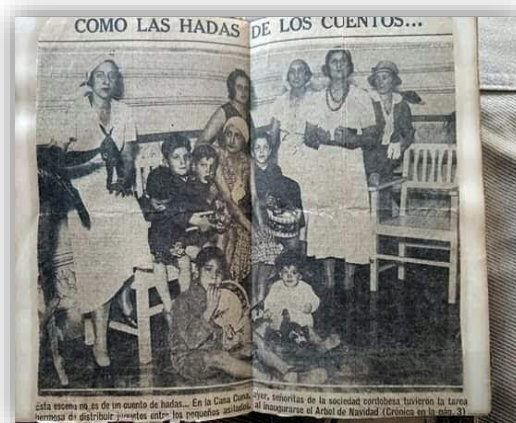 COMO LAS HADAS DE LOS CUENTOS...
Esta escena no es de un cuento de hadas... En la Casa Cuna, ayer, señoritas de la sociedad cordobesa tuvieron la tarea
hermosa de distribuir juguetes entre los pequeños asilados, al inaugurarse el Arbol de Navidad (Crónica en la pág. 3)